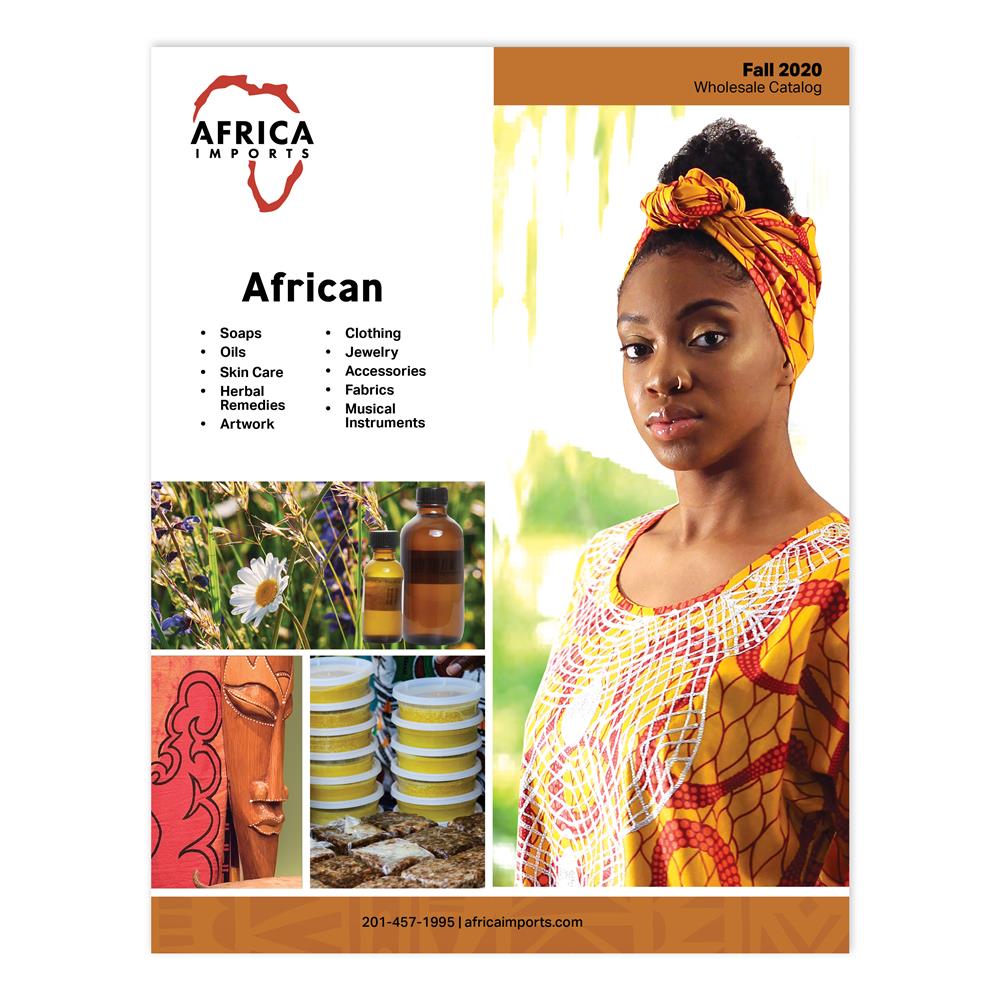 AFRICA
IMPORTS
Fall 2020
Wholesale Catalog
African
• Soaps
• Oils
• Skin Care
• Herbal
Remedies
• Artwork
• Clothing
• Jewelry
• Accessories
• Fabrics
• Musical
Instruments
201-457-1995 | africaimports.com